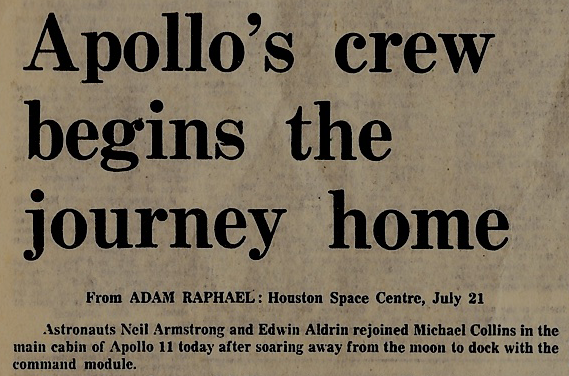 Apollo's crew
begins the
journey home
From ADAM RAPHAEL: Houston Space Centre, July 21
Astronauts Neil Armstrong and Edwin Aldrin rejoined Michael Collins in the
main cabin of Apollo 11 today after soaring away from the moon to dock with the
command module.